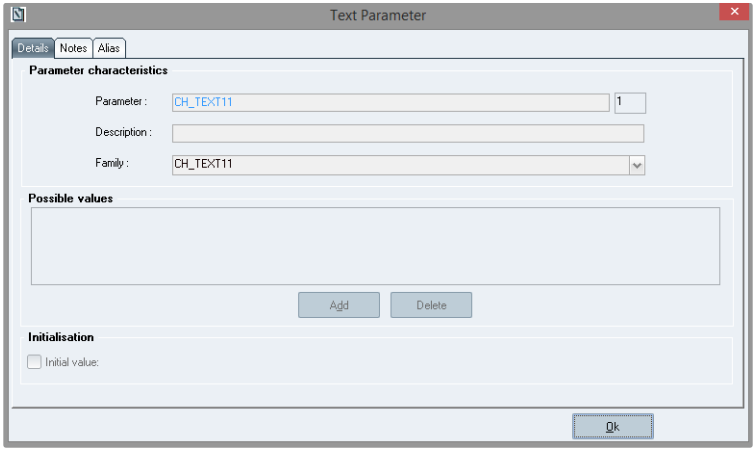 Text Parameter
Details Notes Alias
Parameter characteristics
Parameter : CH_TEXT11 1
Description :
Family : CH_TEXT11
Possible values
Add Delete
Initialisation
Initial value:
Ok